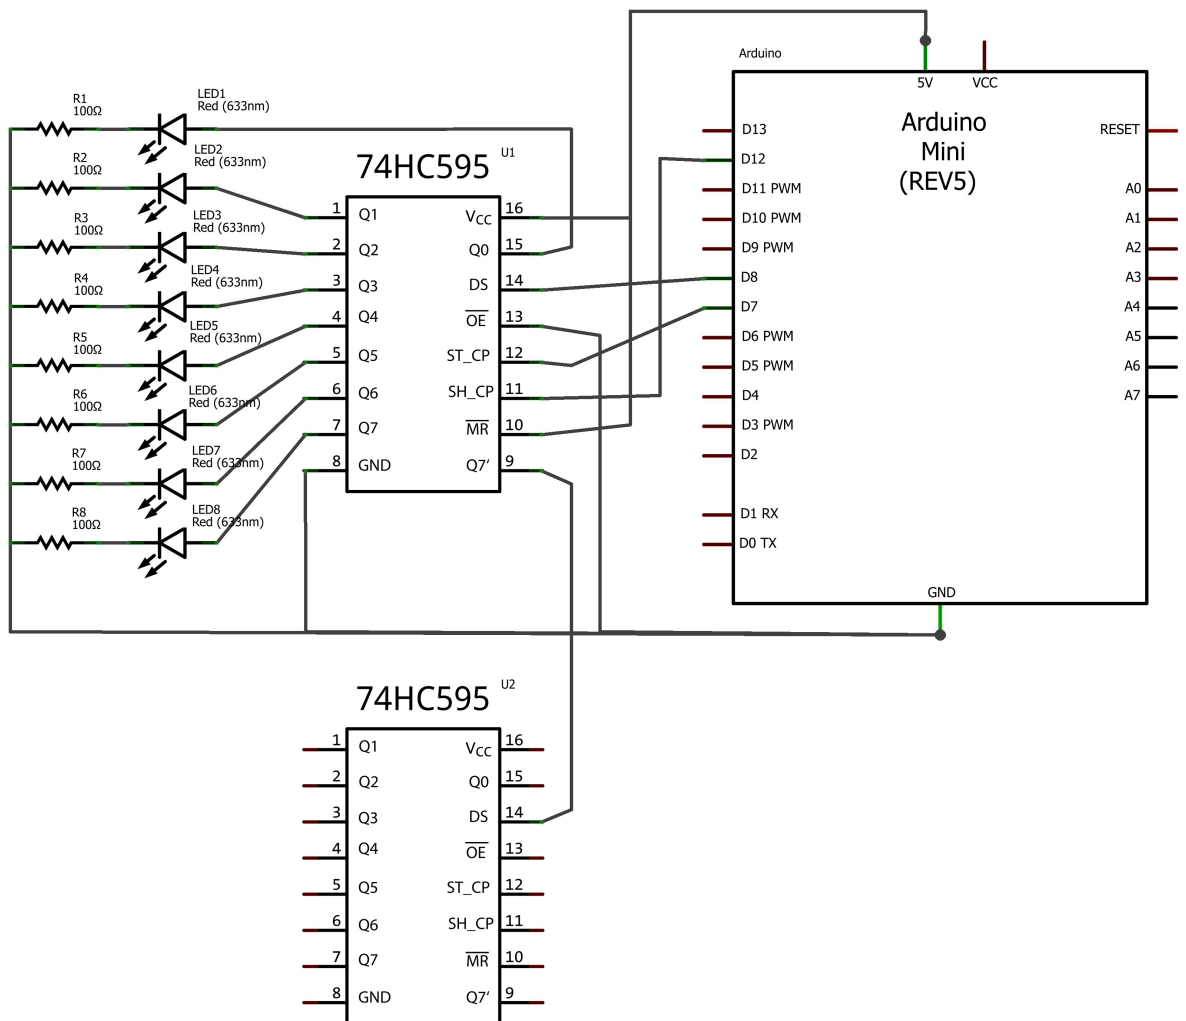 Arduino
5V
VCC
Arduino
Mini
(REV5)
D13
D12
D11 PWM
D10 PWM
D9 PWM
D8
D7
D6 PWM
D5 PWM
D4
D3 PWM
D2
D1 RX
D0 TX
RESET
A0
A1
A2
A3
A4
A5
A6
A7
GND
R1
100Ω
LED1
Red (633nm)
R2
100Ω
LED2
Red (633nm)
R3
100Ω
LED3
Red (633nm)
R4
100Ω
LED4
Red (633nm)
R5
100Ω
LED5
Red (633nm)
R6
100Ω
LED6
Red (633nm)
R7
100Ω
LED7
Red (633nm)
R8
100Ω
LED8
Red (633nm)
74HC595
U1
1 Q1
2 Q2
3 Q3
4 Q4
5 Q5
6 Q6
7 Q7
8 GND
VCC 16
Q0 15
DS 14
OE 13
ST_CP 12
SH_CP 11
MR 10
Q7' 9
74HC595
U2
1 Q1
2 Q2
3 Q3
4 Q4
5 Q5
6 Q6
7 Q7
8 GND
VCC 16
Q0 15
DS 14
OE 13
ST_CP 12
SH_CP 11
MR 10
Q7' 9